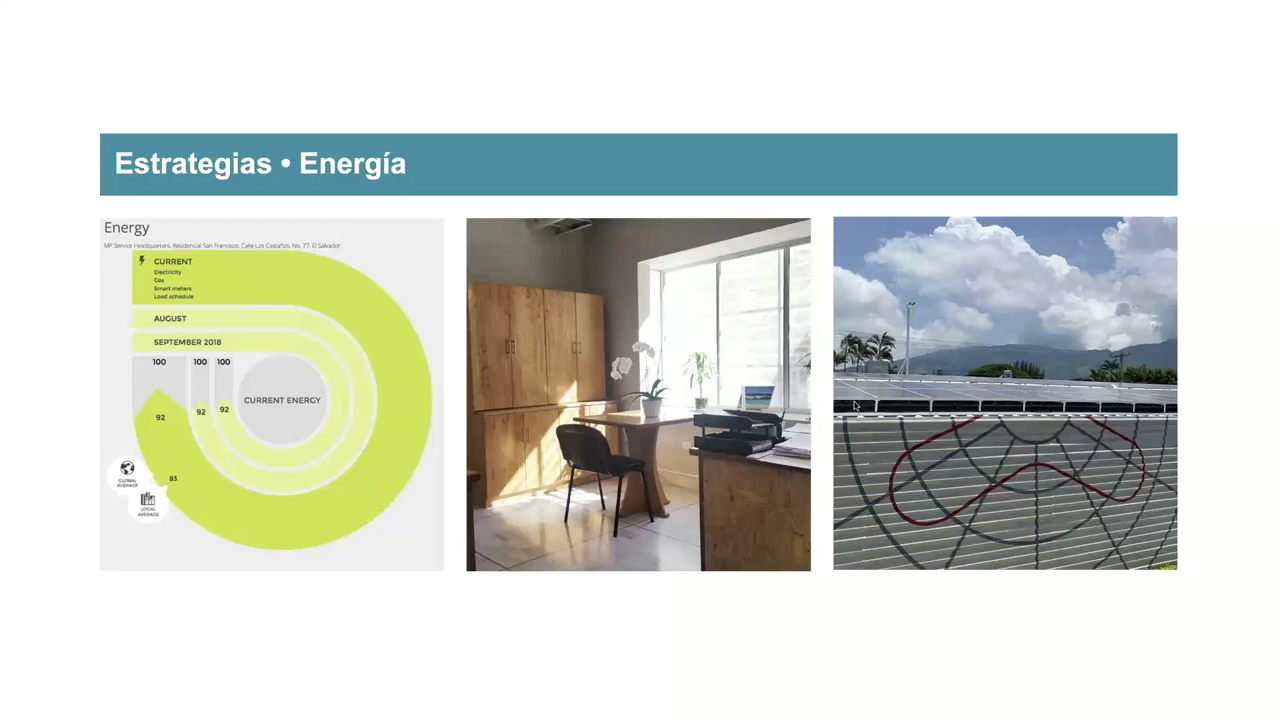 Estrategias • Energía
Energy
MP Service Headquarters, Residencial San Francisco, Calle Los Castaños, No. 77, El Salvador
CURRENT
Electricity
Gas
Smart meters
Load schedule
AUGUST
SEPTEMBER 2018
100 100 100
92 92 92
CURRENT ENERGY
83
GLOBAL
AVERAGE
LOCAL
AVERAGE